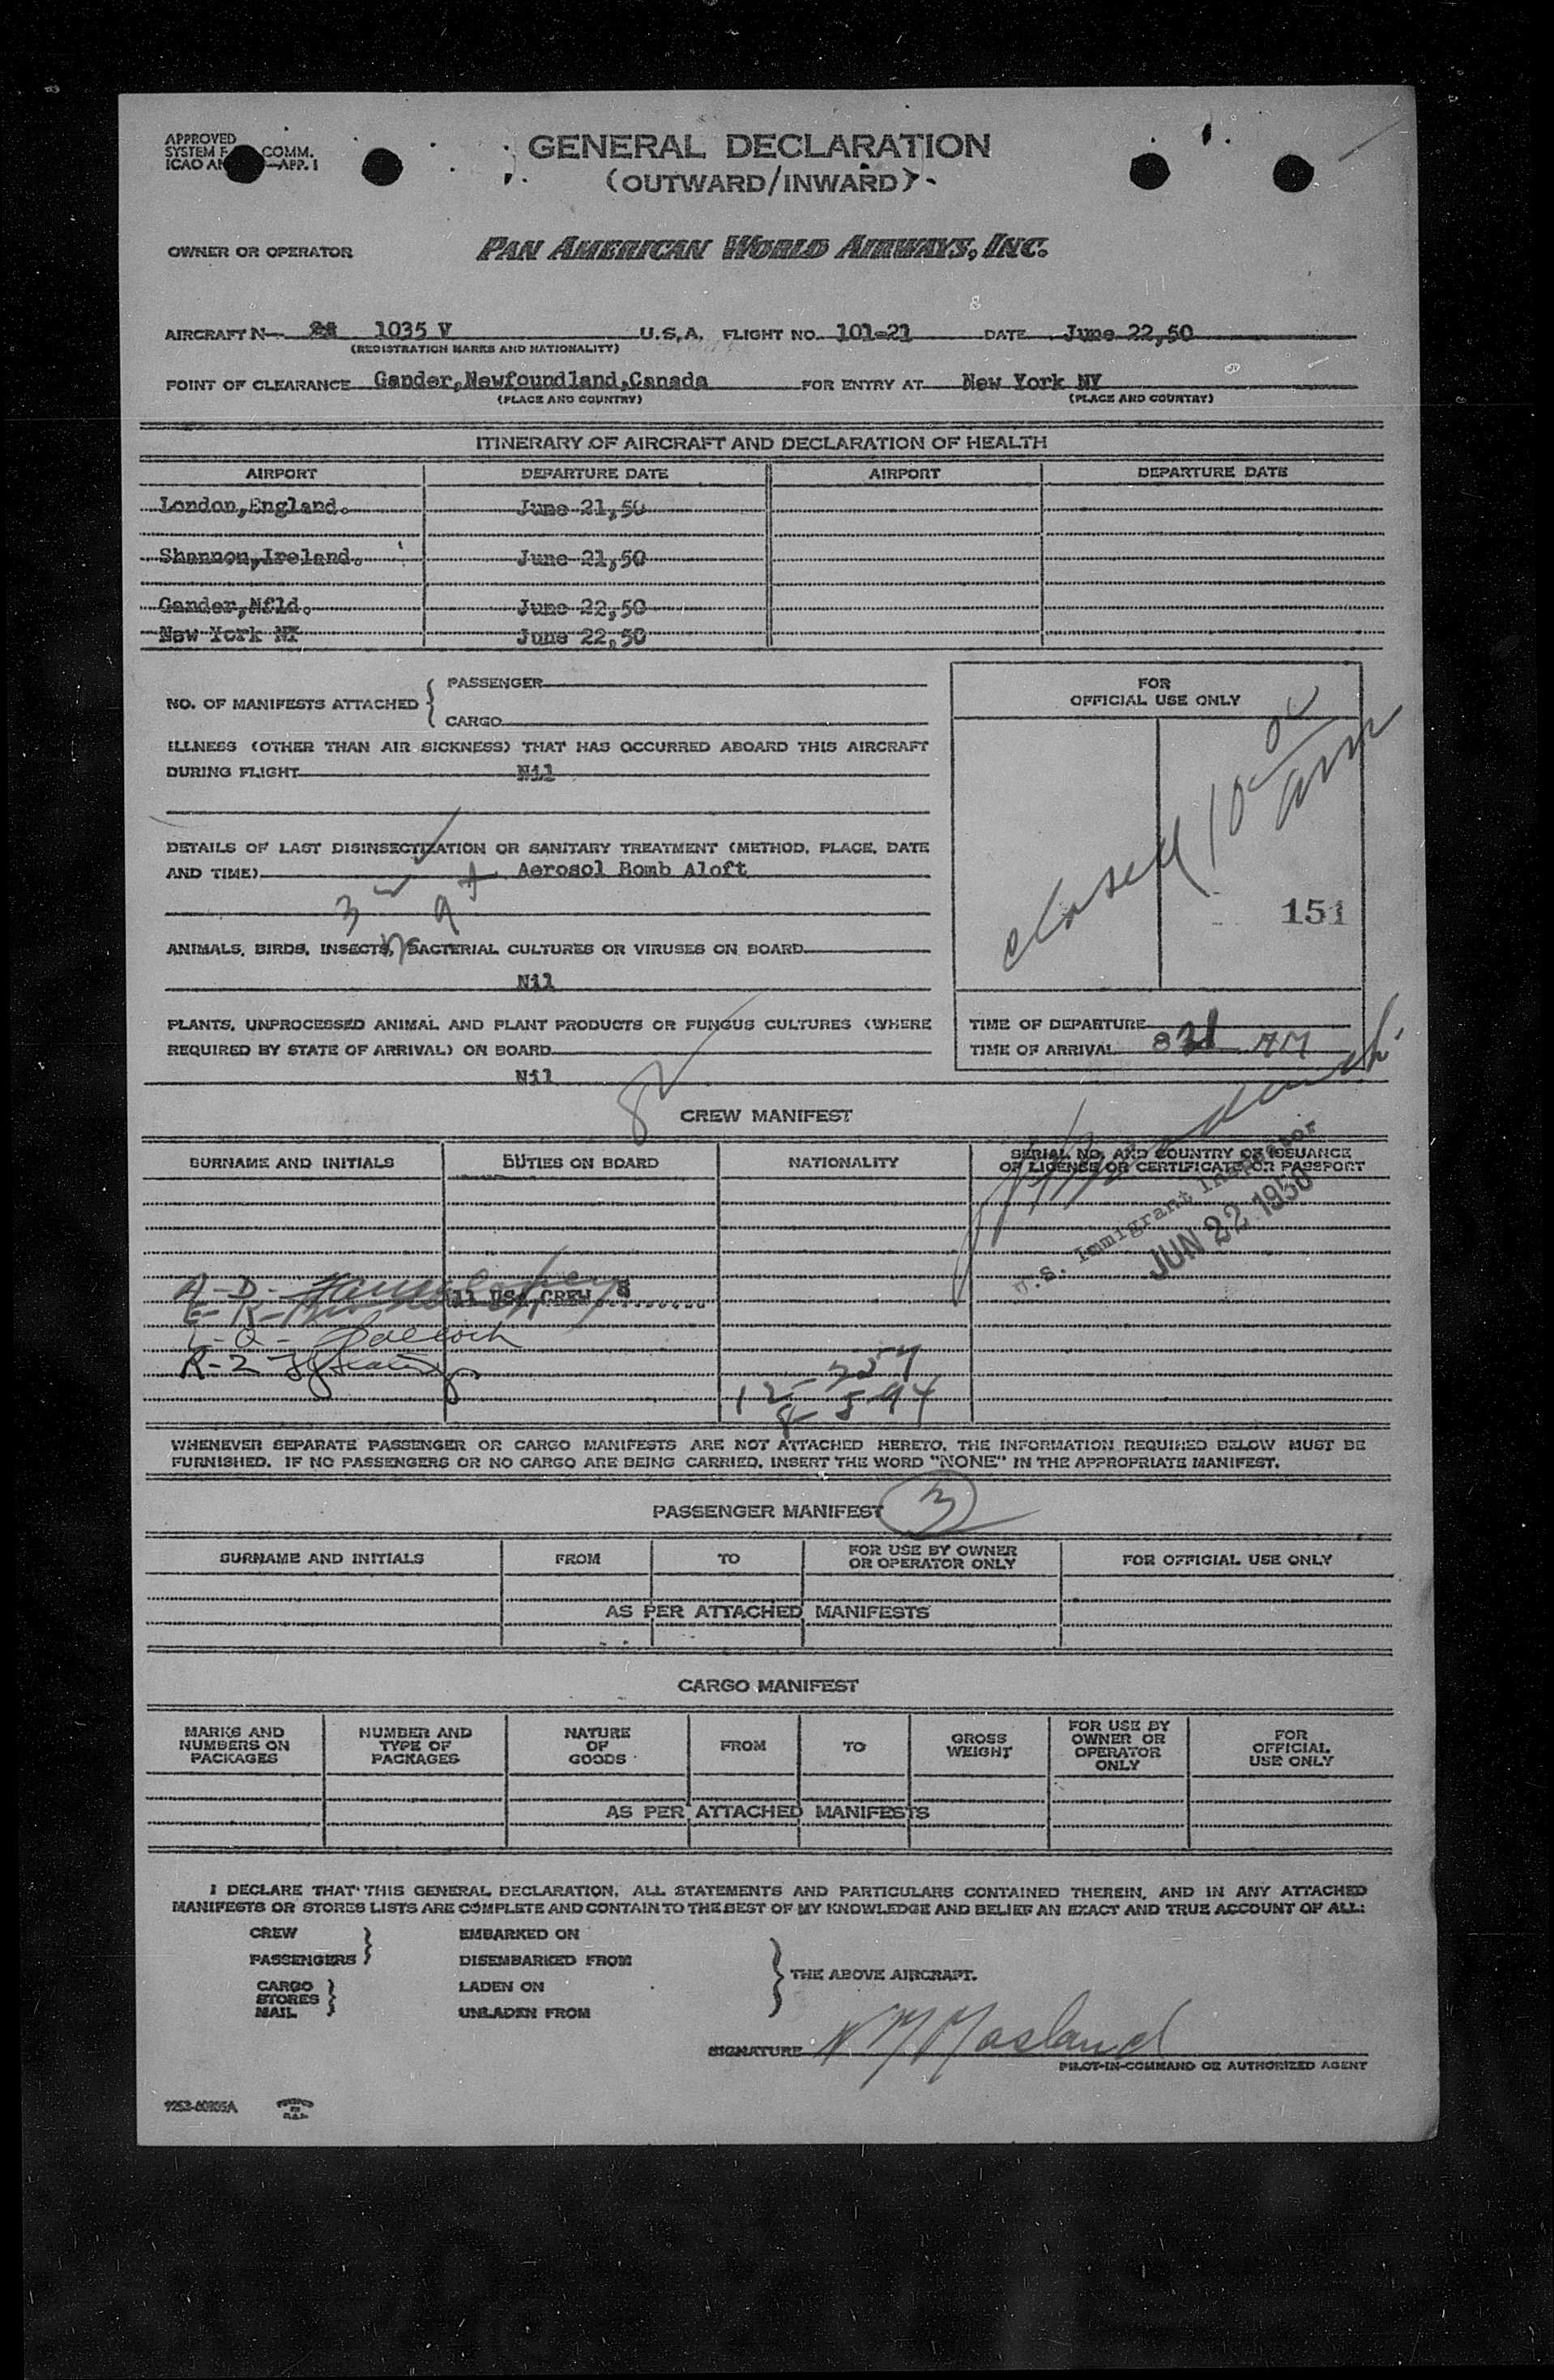 APPROVED
SYSTEM COMM.
ICAO APP. 1
GENERAL DECLARATION
(OUTWARD/INWARD)
OWNER OR OPERATOR PAN AMERICAN WORLD AIRWAYS, INC.
AIRCRAFT N 1035 V U.S.A. FLIGHT NO. 101-21 DATE June 22,50
(REGISTRATION MARKS AND NATIONALITY)
POINT OF CLEARANCE Gander,Newfoundland,Canada FOR ENTRY AT New York NY
(PLACE AND COUNTRY) (PLACE AND COUNTRY)
ITINERARY OF AIRCRAFT AND DECLARATION OF HEALTH
AIRPORT DEPARTURE DATE AIRPORT DEPARTURE DATE
London,England. June 21,50
Shannon,Ireland. June 21,50
Gander,Nfld. June 22,50
New York NY June 22,50
NO. OF MANIFESTS ATTACHED { PASSENGER
CARGO
FOR
OFFICIAL USE ONLY
ILLNESS (OTHER THAN AIR SICKNESS) THAT HAS OCCURRED ABOARD THIS AIRCRAFT
DURING FLIGHT Nil
DETAILS OF LAST DISINSECTIZATION OR SANITARY TREATMENT (METHOD, PLACE, DATE
AND TIME) Aerosol Bomb Aloft
closed 10
151
ANIMALS, BIRDS, INSECTS, BACTERIAL CULTURES OR VIRUSES ON BOARD
Nil
PLANTS, UNPROCESSED ANIMAL AND PLANT PRODUCTS OR FUNGUS CULTURES (WHERE
REQUIRED BY STATE OF ARRIVAL) ON BOARD
Nil
TIME OF DEPARTURE
TIME OF ARRIVAL AM
CREW MANIFEST
SURNAME AND INITIALS DUTIES ON BOARD NATIONALITY SERIAL NO. AND COUNTRY OF ISSUANCE
OF LICENSE OR CERTIFICATE OR PASSPORT
U.S. Immigrant Inspector
JUN 22 1950
USA CREW 8
WHENEVER SEPARATE PASSENGER OR CARGO MANIFESTS ARE NOT ATTACHED HERETO, THE INFORMATION REQUIRED BELOW MUST BE
FURNISHED. IF NO PASSENGERS OR NO CARGO ARE BEING CARRIED, INSERT THE WORD "NONE" IN THE APPROPRIATE MANIFEST.
PASSENGER MANIFEST 3
SURNAME AND INITIALS FROM TO FOR USE BY OWNER
OR OPERATOR ONLY FOR OFFICIAL USE ONLY
AS PER ATTACHED MANIFESTS
CARGO MANIFEST
MARKS AND
NUMBERS ON
PACKAGES
NUMBER AND
TYPE OF
PACKAGES
NATURE
OF
GOODS
FROM
TO
GROSS
WEIGHT
FOR USE BY
OWNER OR
OPERATOR
ONLY
FOR
OFFICIAL
USE ONLY
AS PER ATTACHED MANIFESTS
I DECLARE THAT THIS GENERAL DECLARATION, ALL STATEMENTS AND PARTICULARS CONTAINED THEREIN, AND IN ANY ATTACHED
MANIFESTS OR STORES LISTS ARE COMPLETE AND CONTAIN TO THE BEST OF MY KNOWLEDGE AND BELIEF AN EXACT AND TRUE ACCOUNT OF ALL:
CREW EMBARKED ON
PASSENGERS DISEMBARKED FROM
THE ABOVE AIRCRAFT.
CARGO LADEN ON
STORES
MAIL UNLADEN FROM
SIGNATURE Masland
PILOT-IN-COMMAND OR AUTHORIZED AGENT